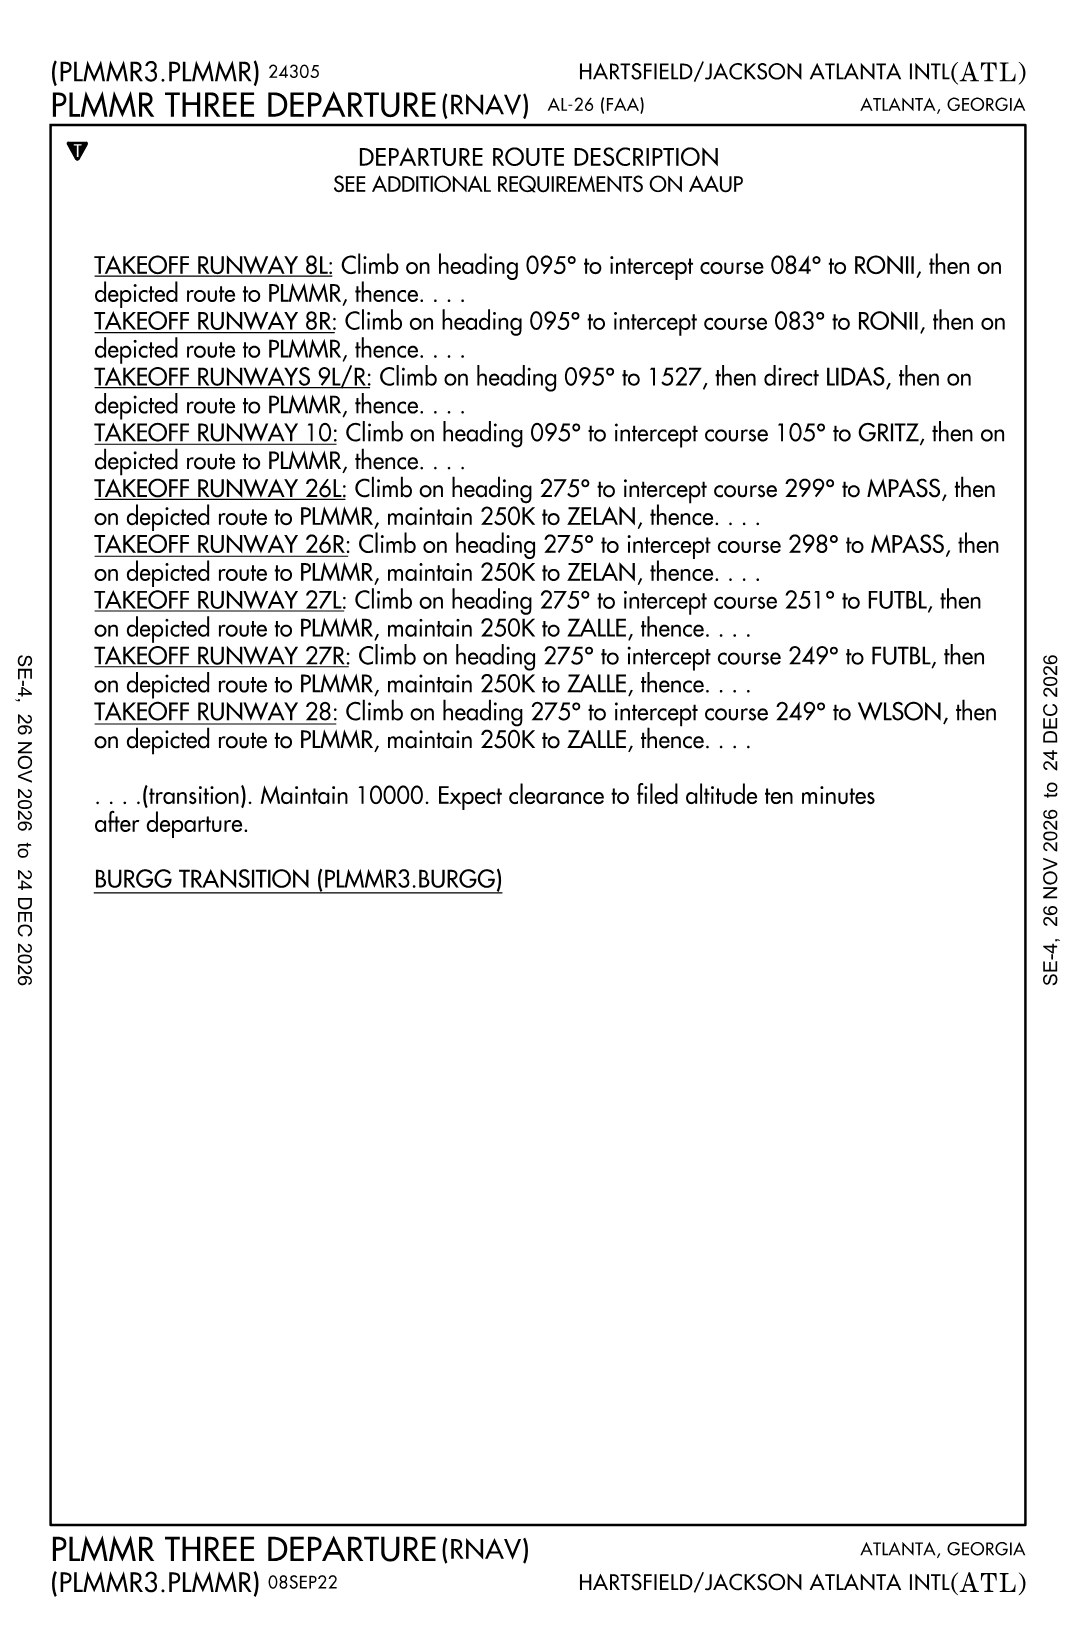 (PLMMR3.PLMMR) 24305 HARTSFIELD/JACKSON ATLANTA INTL(ATL)
PLMMR THREE DEPARTURE(RNAV) AL-26 (FAA) ATLANTA, GEORGIA
T
DEPARTURE ROUTE DESCRIPTION
SEE ADDITIONAL REQUIREMENTS ON AAUP
TAKEOFF RUNWAY 8L: Climb on heading 095° to intercept course 084° to RONII, then on
depicted route to PLMMR, thence. . . .
TAKEOFF RUNWAY 8R: Climb on heading 095° to intercept course 083° to RONII, then on
depicted route to PLMMR, thence. . . .
TAKEOFF RUNWAYS 9L/R: Climb on heading 095° to 1527, then direct LIDAS, then on
depicted route to PLMMR, thence. . . .
TAKEOFF RUNWAY 10: Climb on heading 095° to intercept course 105° to GRITZ, then on
depicted route to PLMMR, thence. . . .
TAKEOFF RUNWAY 26L: Climb on heading 275° to intercept course 299° to MPASS, then
on depicted route to PLMMR, maintain 250K to ZELAN, thence. . . .
TAKEOFF RUNWAY 26R: Climb on heading 275° to intercept course 298° to MPASS, then
on depicted route to PLMMR, maintain 250K to ZELAN, thence. . . .
TAKEOFF RUNWAY 27L: Climb on heading 275° to intercept course 251° to FUTBL, then
on depicted route to PLMMR, maintain 250K to ZALLE, thence. . . .
TAKEOFF RUNWAY 27R: Climb on heading 275° to intercept course 249° to FUTBL, then
on depicted route to PLMMR, maintain 250K to ZALLE, thence. . . .
TAKEOFF RUNWAY 28: Climb on heading 275° to intercept course 249° to WLSON, then
on depicted route to PLMMR, maintain 250K to ZALLE, thence. . . .
. . . .(transition). Maintain 10000. Expect clearance to filed altitude ten minutes
after departure.
BURGG TRANSITION (PLMMR3.BURGG)
SE-4, 26 NOV 2026 to 24 DEC 2026
SE-4, 26 NOV 2026 to 24 DEC 2026
PLMMR THREE DEPARTURE(RNAV) ATLANTA, GEORGIA
(PLMMR3.PLMMR) 08SEP22 HARTSFIELD/JACKSON ATLANTA INTL(ATL)